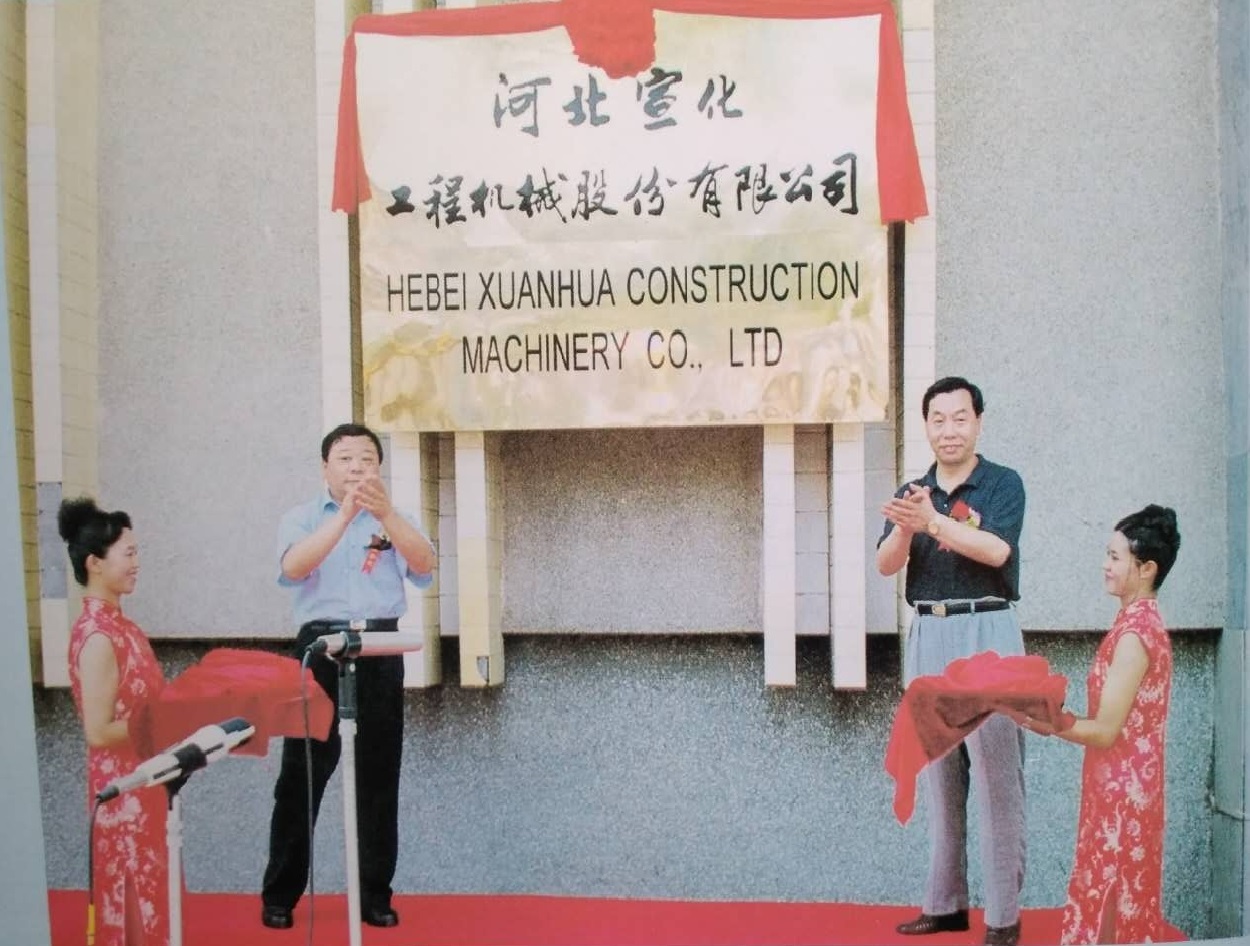 河北宣化
工程机械股份有限公司
HEBEI XUANHUA CONSTRUCTION
MACHINERY CO., LTD